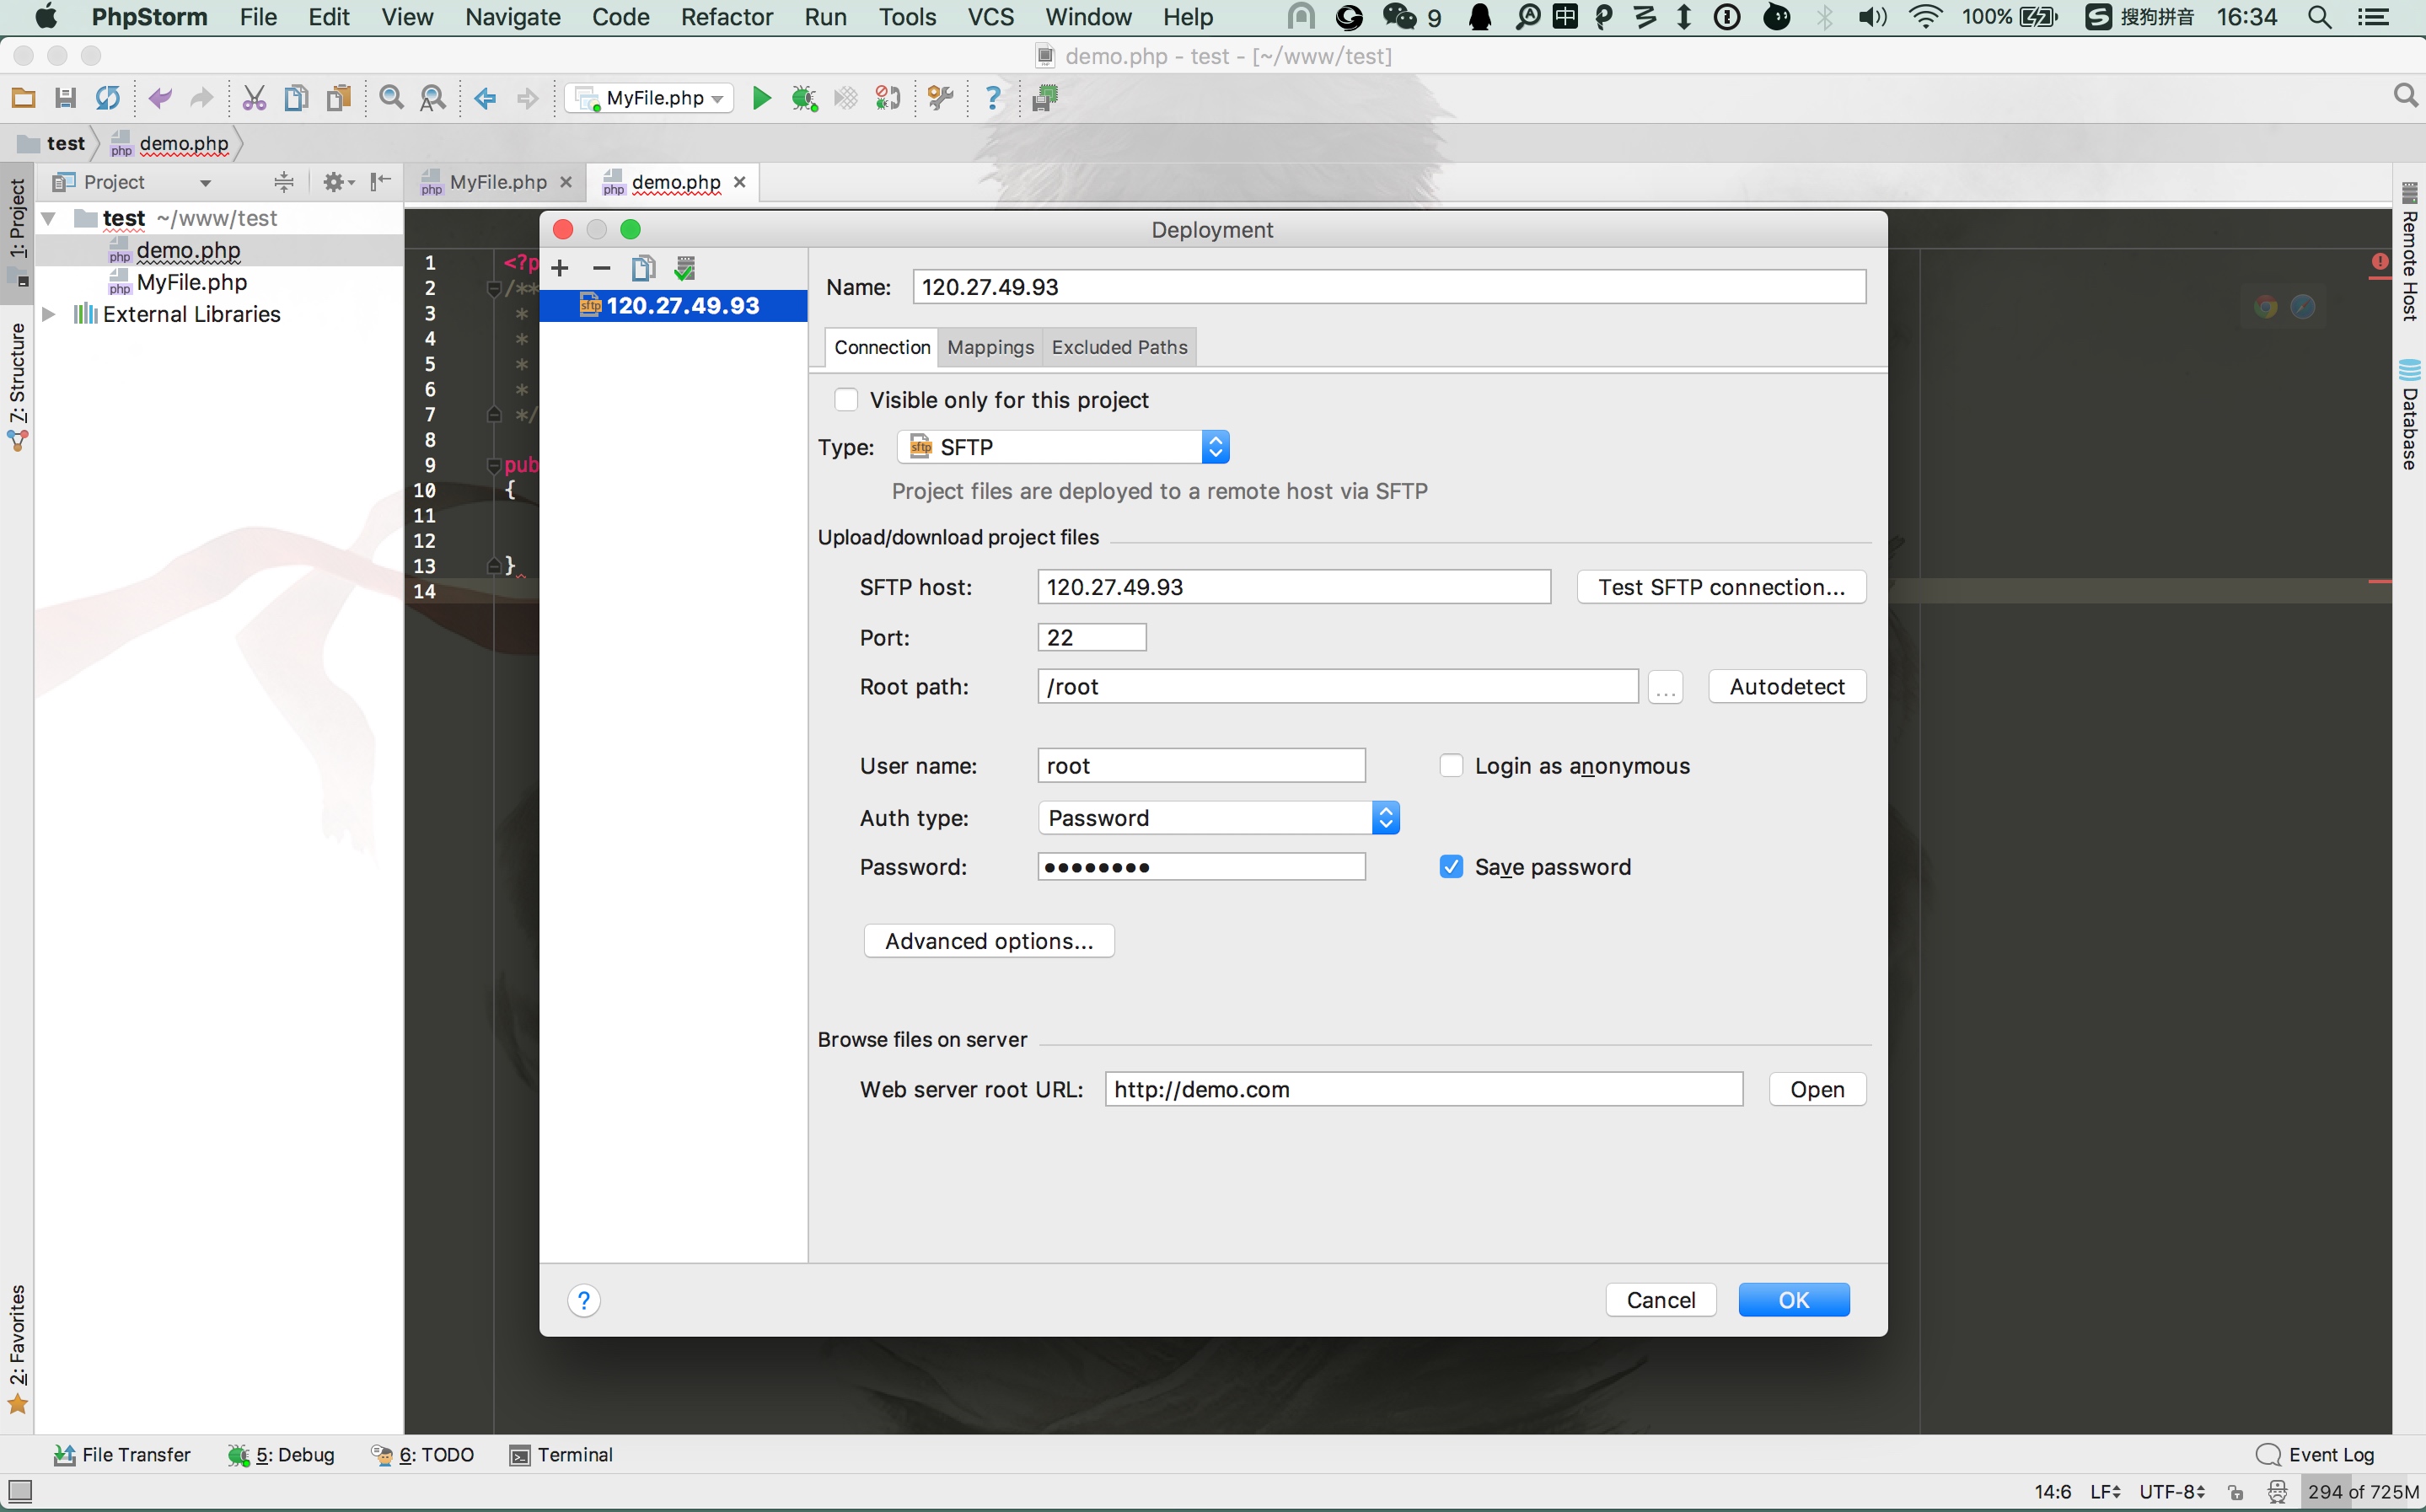 PhpStorm File Edit View Navigate Code Refactor Run Tools VCS Window Help 9 中 100% 搜狗拼音 16:34
demo.php - test - [~/www/test]
MyFile.php
test demo.php
1: Project
Project
MyFile.php
demo.php
test ~/www/test
demo.php
MyFile.php
External Libraries
7: Structure
2: Favorites
1 <?p
2 /**
3 *
4 *
5 *
6 *
7 */
8
9 pub
10 {
11
12
13 }
14
Deployment
120.27.49.93
Name: 120.27.49.93
Connection Mappings Excluded Paths
Visible only for this project
Type: SFTP
Project files are deployed to a remote host via SFTP
Upload/download project files
SFTP host: 120.27.49.93 Test SFTP connection...
Port: 22
Root path: /root ... Autodetect
User name: root Login as anonymous
Auth type: Password
Password: •••••••• Save password
Advanced options...
Browse files on server
Web server root URL: http://demo.com Open
? Cancel OK
Remote Host
Database
File Transfer 5: Debug 6: TODO Terminal Event Log
14:6 LF UTF-8 294 of 725M